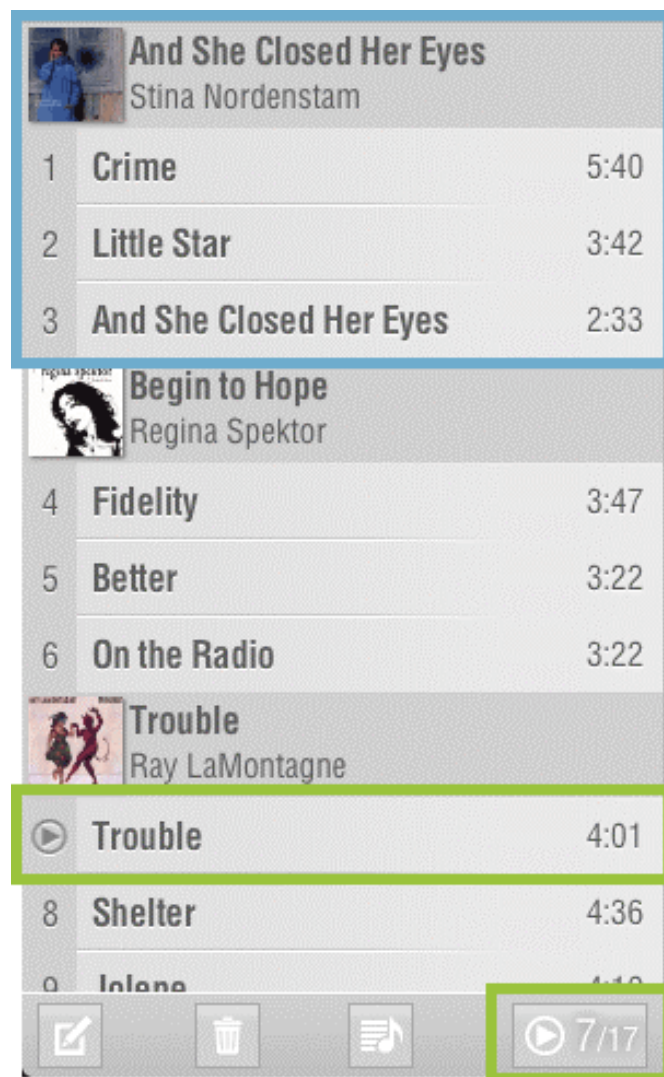 And She Closed Her Eyes
Stina Nordenstam
1 Crime 5:40
2 Little Star 3:42
3 And She Closed Her Eyes 2:33
Begin to Hope
Regina Spektor
4 Fidelity 3:47
5 Better 3:22
6 On the Radio 3:22
Trouble
Ray LaMontagne
Trouble 4:01
8 Shelter 4:36
9 Jolene
7/17